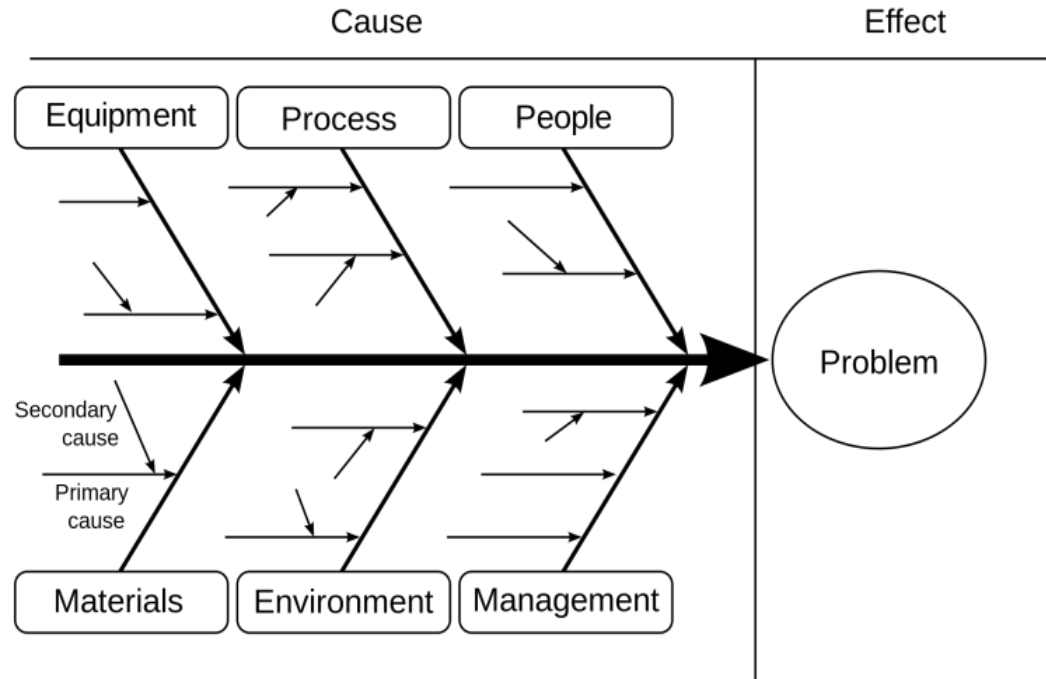 Cause
Effect
Equipment
Process
People
Problem
Secondary
cause
Primary
cause
Materials
Environment
Management